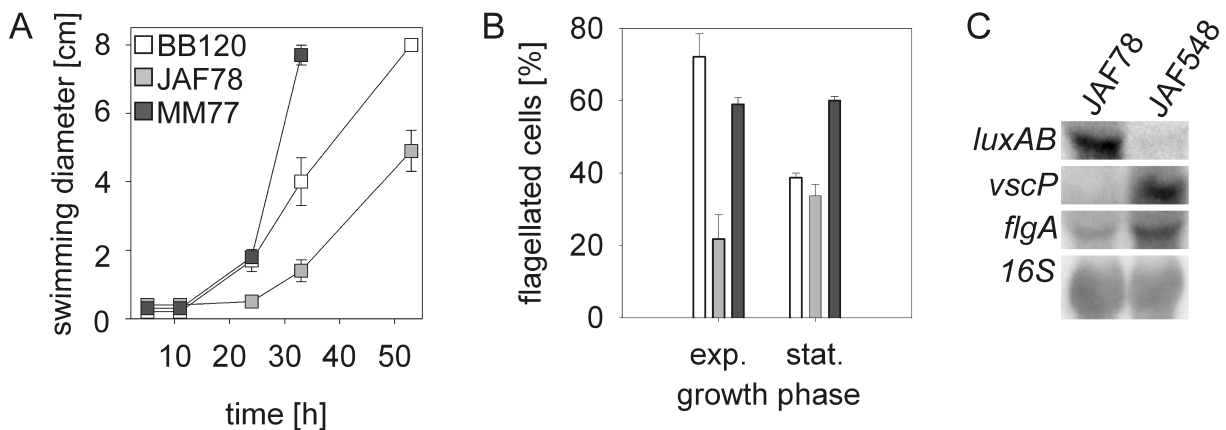 A
swimming diameter [cm]
8
6
4
2
0
BB120
JAF78
MM77
10 20 30 40 50
time [h]
B
flagellated cells [%]
80
60
40
20
0
exp. stat.
growth phase
C
JAF78 JAF548
luxAB
vscP
flgA
16S